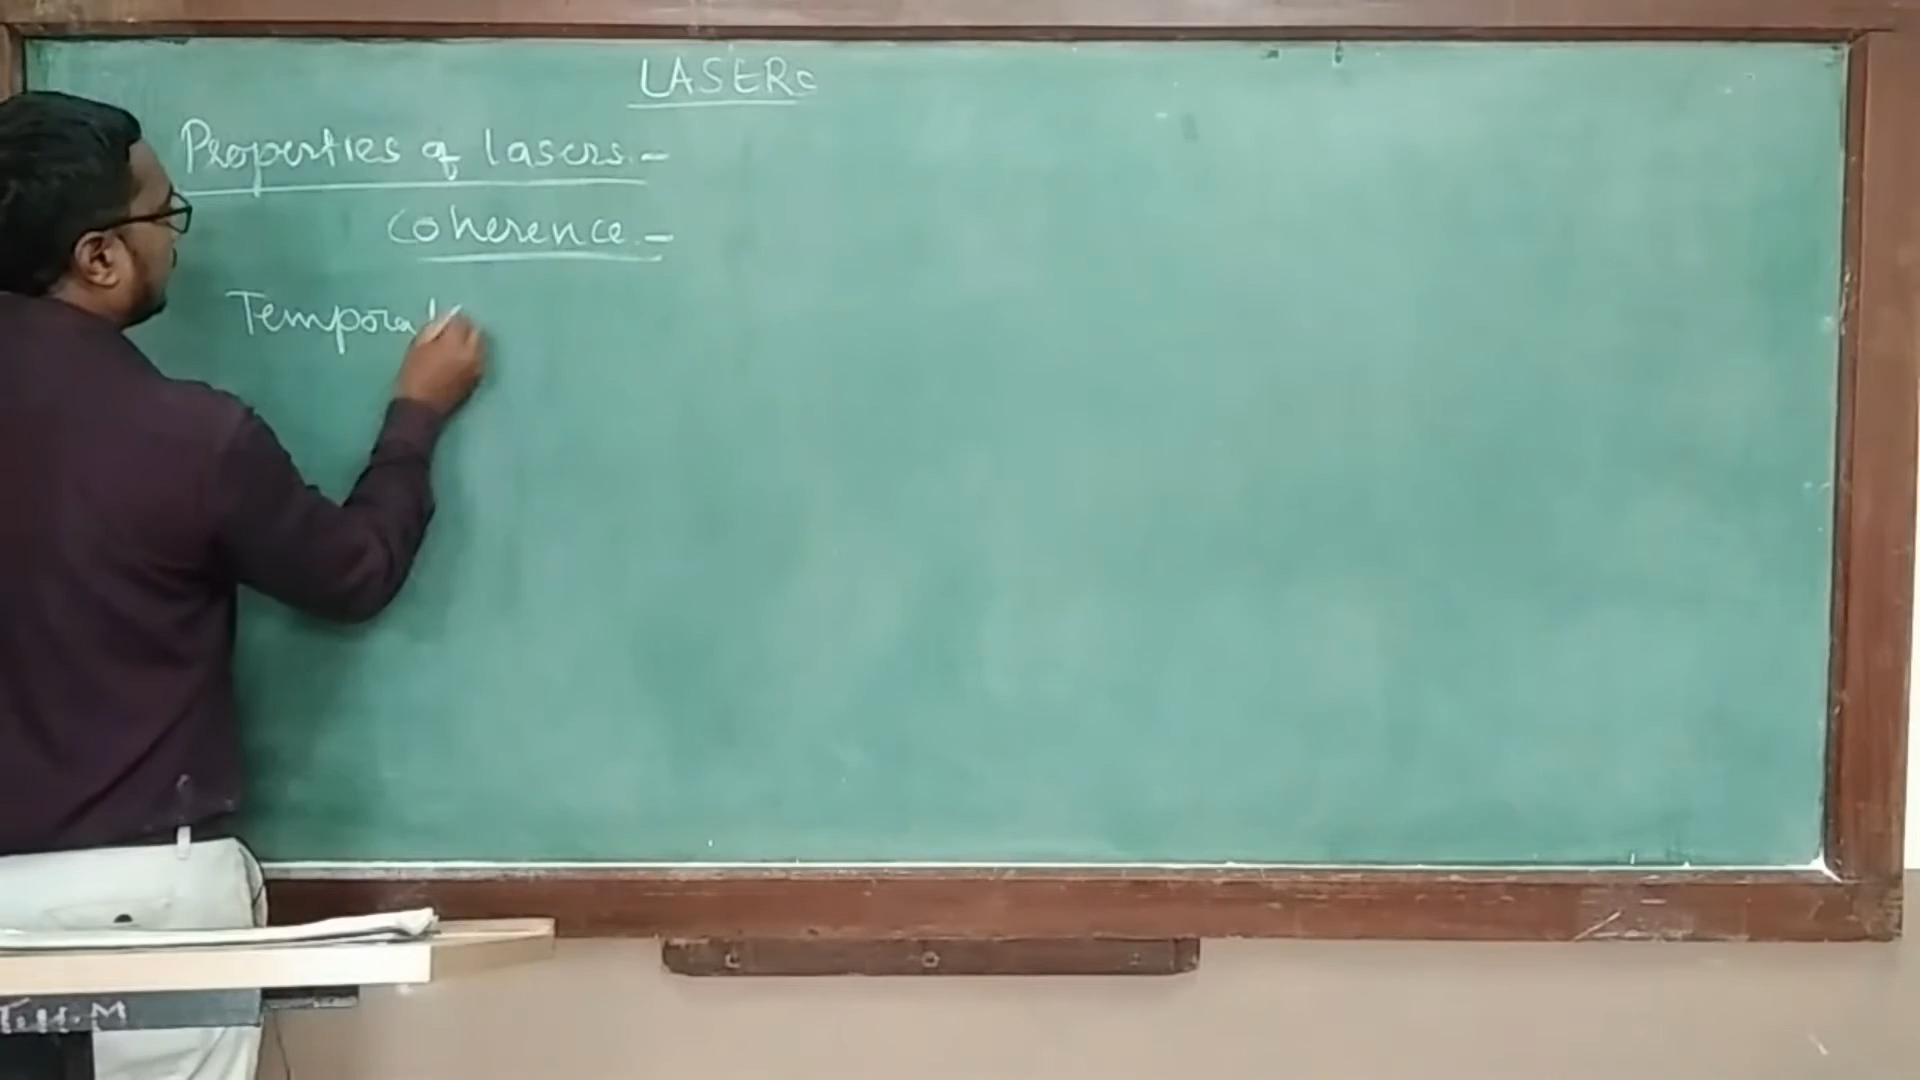 LASERS
Properties of lasers.-
Coherence.-
Temporal
T.H.M